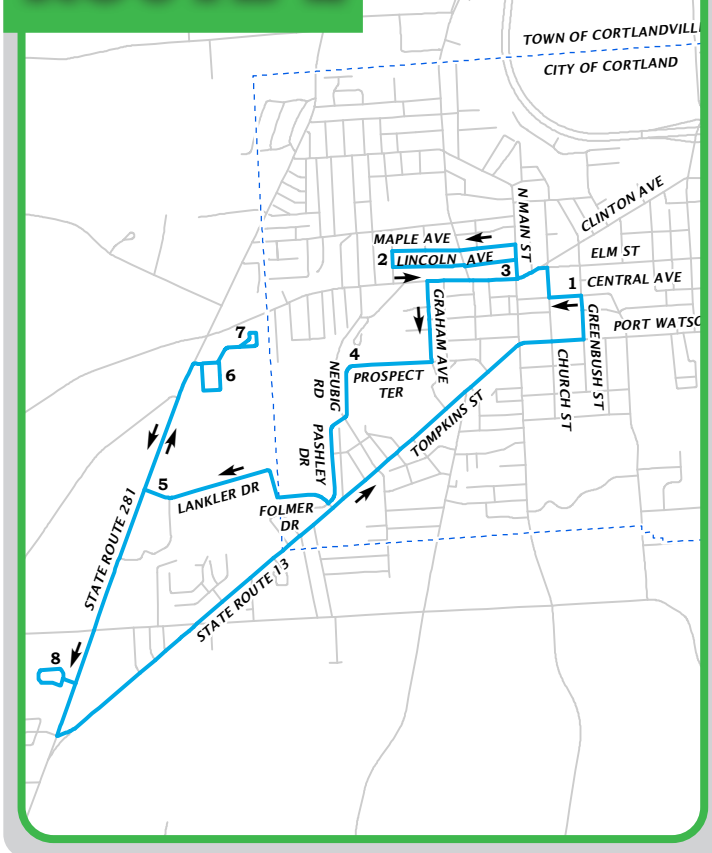 TOWN OF CORTLANDVILL
CITY OF CORTLAND
N MAIN ST
CLINTON AVE
MAPLE AVE
2
LINCOLN AVE
3
ELM ST
1
CENTRAL AVE
GREENBUSH ST
PORT WATSO
GRAHAM AVE
CHURCH ST
7
6
4
PROSPECT
TER
NEUBIG
RD
PASHLEY
DR
TOMPKINS ST
5
LANKLER DR
FOLMER
DR
STATE ROUTE 281
STATE ROUTE 13
8